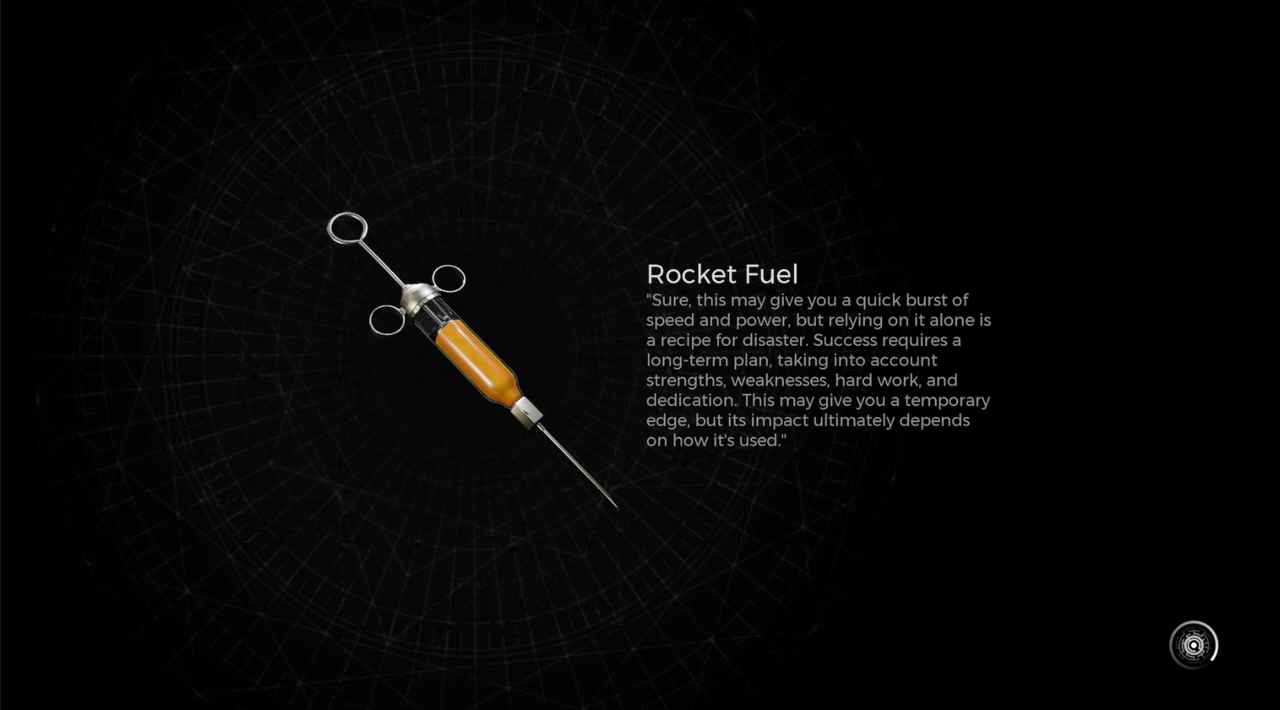 Rocket Fuel
"Sure, this may give you a quick burst of
speed and power, but relying on it alone is
a recipe for disaster. Success requires a
long-term plan, taking into account
strengths, weaknesses, hard work, and
dedication. This may give you a temporary
edge, but its impact ultimately depends
on how it's used."